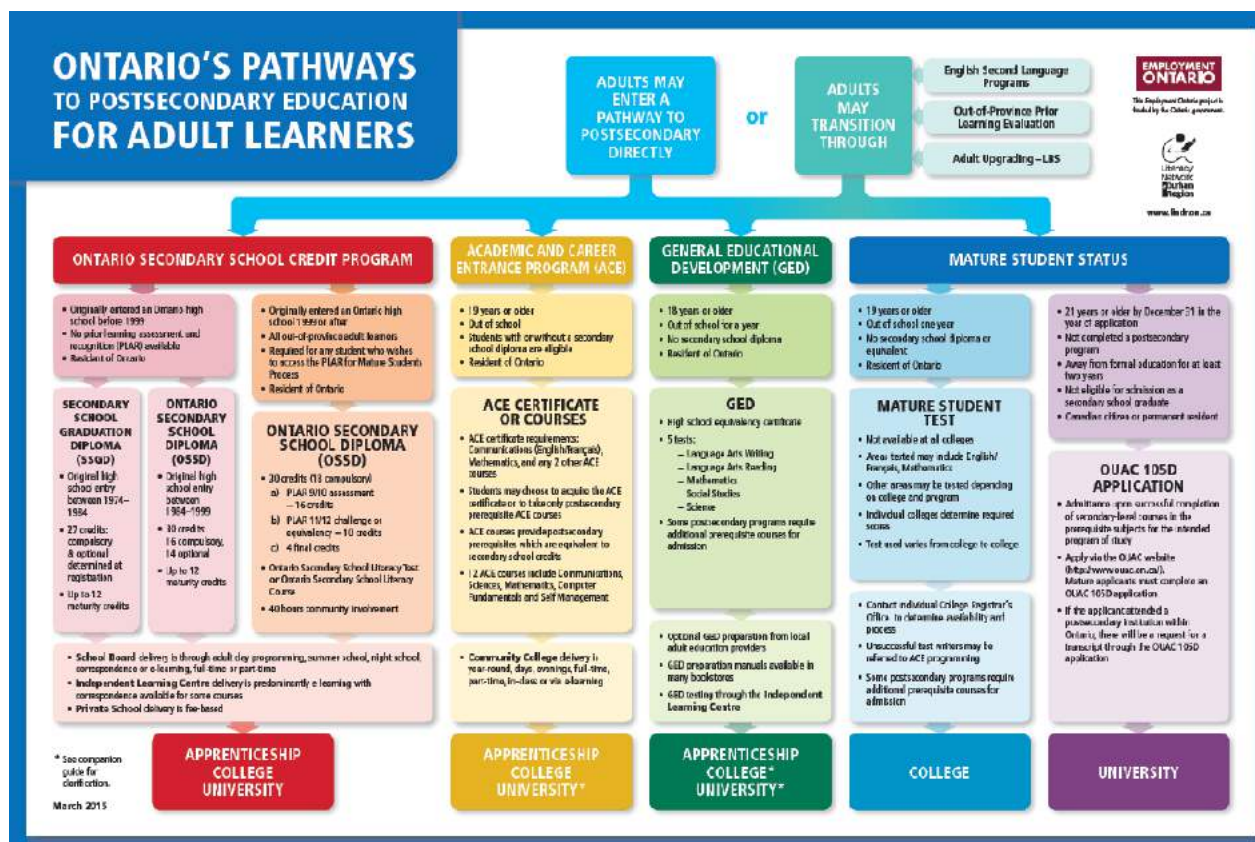 ONTARIO'S PATHWAYS
TO POSTSECONDARY EDUCATION
FOR ADULT LEARNERS
ADULTS MAY
ENTER A
PATHWAY TO
POSTSECONDARY
DIRECTLY
or
ADULTS
MAY
TRANSITION
THROUGH
English Second Language
Programs
Out-of-Province Prior
Learning Evaluation
Adult Upgrading – LBS
EMPLOYMENT
ONTARIO
This Employment Ontario project is
funded by the Ontario government.
Literacy
Network
Durham
Region
ONTARIO SECONDARY SCHOOL CREDIT PROGRAM
• Originally entered an Ontario high
school before 1999
• No prior learning assessment and
recognition (PLAR) available
• Resident of Ontario
• Originally entered an Ontario high
school 1999 or after
• All out-of-province adult learners
• Required for any student who wishes
to access the PLAR for Mature Students
Process
• Resident of Ontario
SECONDARY
SCHOOL
GRADUATION
DIPLOMA
(SSGD)
• Original high
school entry
between 1974–
1984
• 27 credits:
compulsory
& optional
determined at
registration
• Up to 12
maturity credits
ONTARIO
SECONDARY
SCHOOL
DIPLOMA
(OSSD)
• Original high
school entry
between
1984–1999
• 30 credits
16 compulsory,
14 optional
• Up to 12
maturity credits
ONTARIO SECONDARY
SCHOOL DIPLOMA
(OSSD)
• 30 credits (18 compulsory)
a) PLAR 9/10 assessment
– 16 credits
b) PLAR 11/12 challenge or
equivalency – 10 credits
c) 4 final credits
• Ontario Secondary School Literacy Test
or Ontario Secondary School Literacy
Course
• 40 hours community involvement
• School Board delivery is through adult day programming, summer school, night school,
correspondence or e-learning, full-time or part-time
• Independent Learning Centre delivery is predominantly e-learning with
correspondence available for some courses
• Private School delivery is fee-based
APPRENTICESHIP
COLLEGE
UNIVERSITY
ACADEMIC AND CAREER
ENTRANCE PROGRAM (ACE)
• 19 years or older
• Out of school
• Students with or without a secondary
school diploma are eligible
• Resident of Ontario
ACE CERTIFICATE
OR COURSES
• ACE certificate requirements:
Communications (English/Français),
Mathematics, and any 2 other ACE
courses
• Students may choose to acquire the ACE
certificate or to take only postsecondary
prerequisite ACE courses
• ACE courses provide postsecondary
prerequisites which are equivalent to
secondary school credits
• 12 ACE courses include Communications,
Sciences, Mathematics, Computer
Fundamentals and Self Management
• Community College delivery is
year-round, days, evenings, full-time,
part-time, in-class or via e-learning
APPRENTICESHIP
COLLEGE
UNIVERSITY*
GENERAL EDUCATIONAL
DEVELOPMENT (GED)
• 18 years or older
• Out of school for a year
• No secondary school diploma
• Resident of Ontario
GED
• High school equivalency certificate
• 5 tests:
– Language Arts Writing
– Language Arts Reading
– Mathematics
Social Studies
– Science
• Some postsecondary programs require
additional prerequisite courses for
admission
• Optional GED preparation from local
adult education providers
• GED preparation manuals available in
many bookstores
• GED testing through the Independent
Learning Centre
APPRENTICESHIP
COLLEGE*
UNIVERSITY*
MATURE STUDENT STATUS
• 19 years or older
• Out of school one year
• No secondary school diploma or
equivalent
• Resident of Ontario
MATURE STUDENT
TEST
• Not available at all colleges
• Areas tested may include English/
Français, Mathematics
• Other areas may be tested depending
on college and program
• Individual colleges determine required
scores
• Test used varies from college to college
• Contact individual College Registrar's
Office to determine availability and
process
• Unsuccessful test writers may be
referred to ACE programming
• Some postsecondary programs require
additional prerequisite courses for
admission
COLLEGE
• 21 years or older by December 31 in the
year of application
• Not completed a postsecondary
program
• Away from formal education for at least
two years
• Not eligible for admission as a
secondary school graduate
• Canadian citizen or permanent resident
OUAC 105D
APPLICATION
• Admittance upon successful completion
of secondary-level courses in the
prerequisite subjects for the intended
program of study
• Apply via the OUAC website
(http://www.ouac.on.ca/).
Mature applicants must complete an
OUAC 105D application
• If the applicant attended a
postsecondary institution within
Ontario, there will be a request for a
transcript through the OUAC 105D
application
UNIVERSITY
* See companion
guide for
clarification.
March 2015